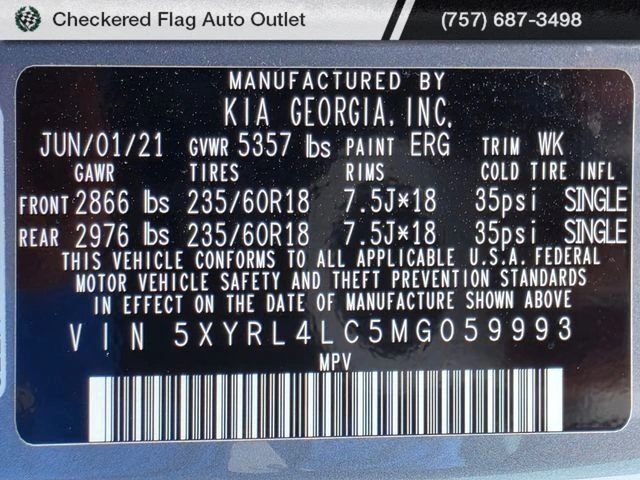 Checkered Flag Auto Outlet (757) 687-3498
MANUFACTURED BY
KIA GEORGIA, INC.
JUN/01/21 GVWR 5357 lbs PAINT ERG TRIM WK
GAWR TIRES RIMS COLD TIRE INFL
FRONT 2866 lbs 235/60R18 7.5J×18 35psi SINGLE
REAR 2976 lbs 235/60R18 7.5J×18 35psi SINGLE
THIS VEHICLE CONFORMS TO ALL APPLICABLE U.S.A. FEDERAL
MOTOR VEHICLE SAFETY AND THEFT PREVENTION STANDARDS
IN EFFECT ON THE DATE OF MANUFACTURE SHOWN ABOVE
VIN 5XYRL4LC5MG059993
MPV